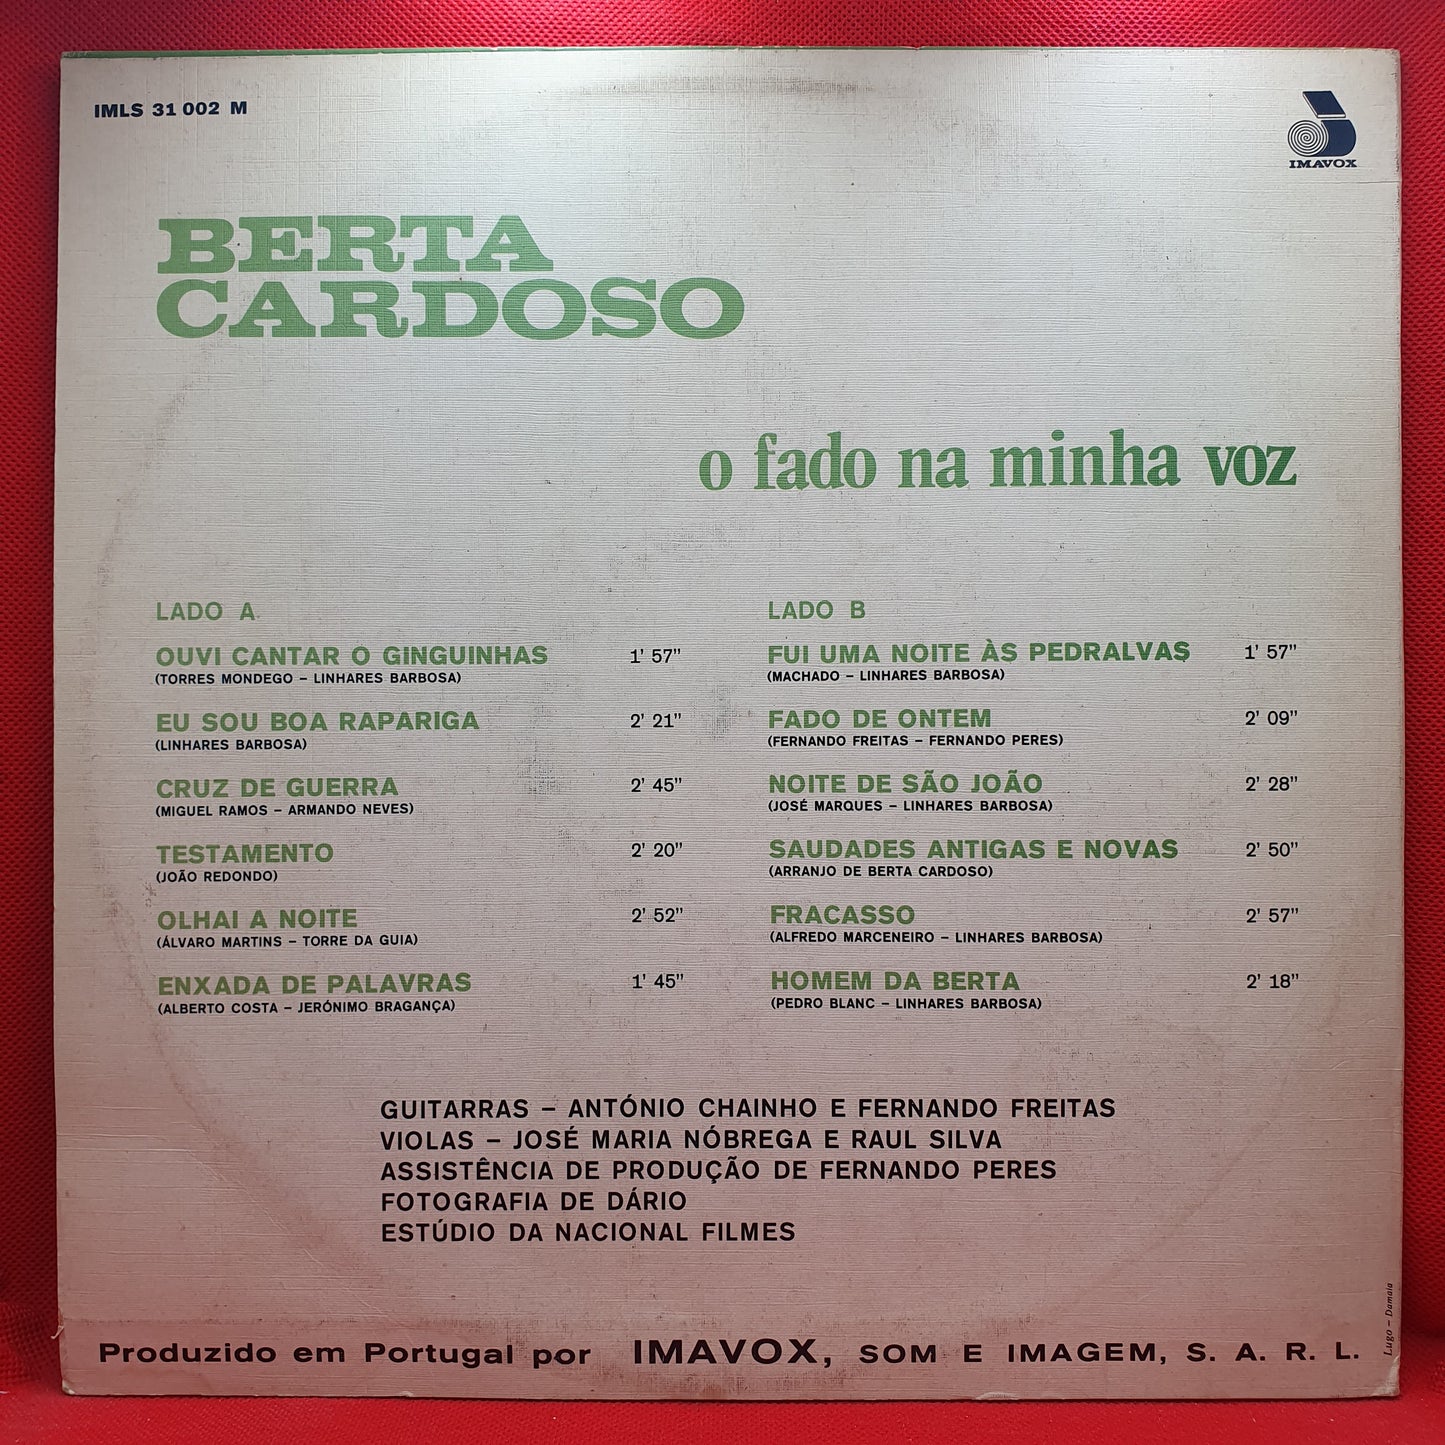 IMLS 31 002 M
IMAVOX
BERTA
CARDOSO
o fado na minha voz
LADO A
OUVI CANTAR O GINGUINHAS 1' 57"
(TORRES MONDEGO – LINHARES BARBOSA)
EU SOU BOA RAPARIGA 2' 21"
(LINHARES BARBOSA)
CRUZ DE GUERRA 2' 45"
(MIGUEL RAMOS – ARMANDO NEVES)
TESTAMENTO 2' 20"
(JOÃO REDONDO)
OLHAI A NOITE 2' 52"
(ÁLVARO MARTINS – TORRE DA GUIA)
ENXADA DE PALAVRAS 1' 45"
(ALBERTO COSTA – JERÓNIMO BRAGANÇA)
LADO B
FUI UMA NOITE ÀS PEDRALVAS 1' 57"
(MACHADO – LINHARES BARBOSA)
FADO DE ONTEM 2' 09"
(FERNANDO FREITAS – FERNANDO PERES)
NOITE DE SÃO JOÃO 2' 28"
(JOSÉ MARQUES – LINHARES BARBOSA)
SAUDADES ANTIGAS E NOVAS 2' 50"
(ARRANJO DE BERTA CARDOSO)
FRACASSO 2' 57"
(ALFREDO MARCENEIRO – LINHARES BARBOSA)
HOMEM DA BERTA 2' 18"
(PEDRO BLANC – LINHARES BARBOSA)
GUITARRAS – ANTÓNIO CHAINHO E FERNANDO FREITAS
VIOLAS – JOSÉ MARIA NÓBREGA E RAUL SILVA
ASSISTÊNCIA DE PRODUÇÃO DE FERNANDO PERES
FOTOGRAFIA DE DÁRIO
ESTÚDIO DA NACIONAL FILMES
Produzido em Portugal por IMAVOX, SOM E IMAGEM, S. A. R. L.
Lugo – Damaia